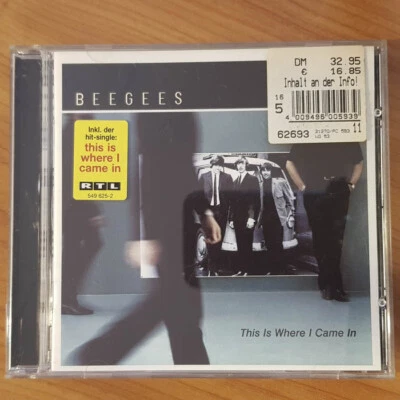 BEEGEES
Inkl. der
hit-single:
this is
where I
came in
RTL
549 625-2
DM 32.95
€ 16.85
Inhalt an der Info!
16
5
4 009499 005939
62693
11
This Is Where I Came In